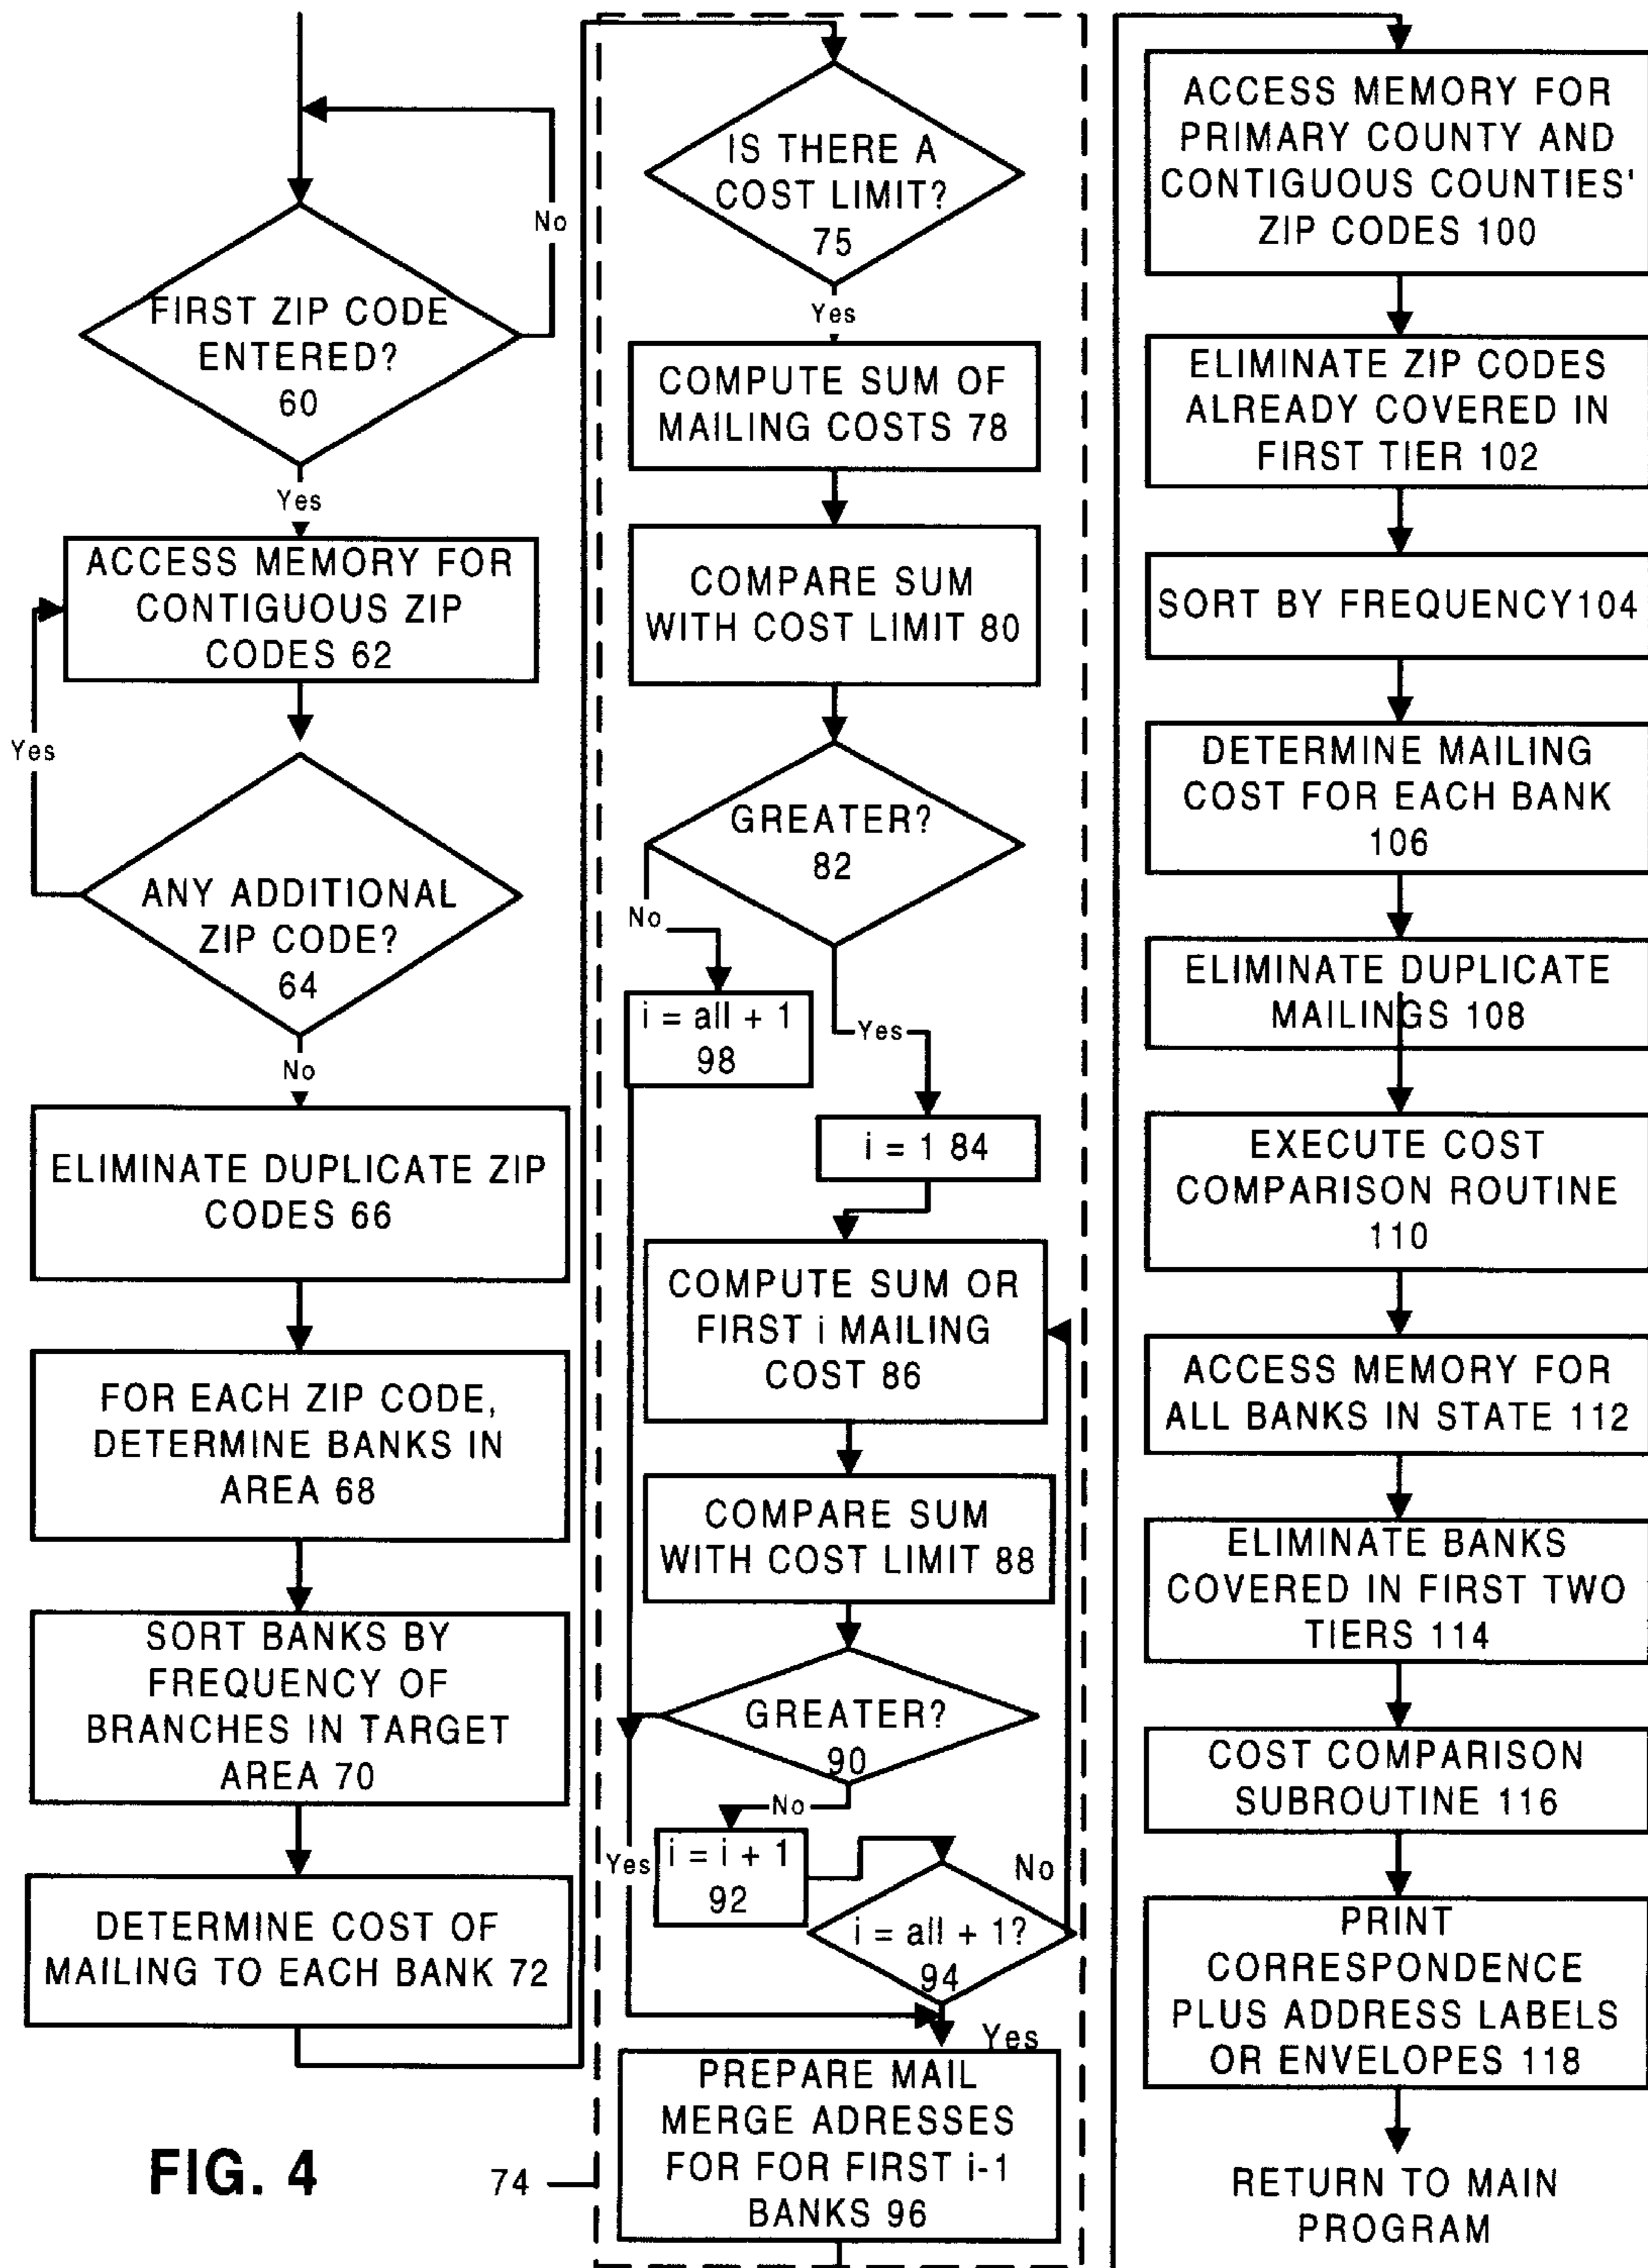 No
FIRST ZIP CODE
ENTERED?
60
Yes
ACCESS MEMORY FOR
CONTIGUOUS ZIP
CODES 62
Yes
ANY ADDITIONAL
ZIP CODE?
64
No
ELIMINATE DUPLICATE ZIP
CODES 66
FOR EACH ZIP CODE,
DETERMINE BANKS IN
AREA 68
SORT BANKS BY
FREQUENCY OF
BRANCHES IN TARGET
AREA 70
DETERMINE COST OF
MAILING TO EACH BANK 72
FIG. 4
74
IS THERE A
COST LIMIT?
75
Yes
COMPUTE SUM OF
MAILING COSTS 78
COMPARE SUM
WITH COST LIMIT 80
GREATER?
82
No
i = all + 1
98
Yes
i = 1 84
COMPUTE SUM OR
FIRST i MAILING
COST 86
COMPARE SUM
WITH COST LIMIT 88
GREATER?
90
No
Yes
i = i + 1
92
No
i = all + 1?
94
Yes
PREPARE MAIL
MERGE ADRESSES
FOR FOR FIRST i-1
BANKS 96
ACCESS MEMORY FOR
PRIMARY COUNTY AND
CONTIGUOUS COUNTIES'
ZIP CODES 100
ELIMINATE ZIP CODES
ALREADY COVERED IN
FIRST TIER 102
SORT BY FREQUENCY104
DETERMINE MAILING
COST FOR EACH BANK
106
ELIMINATE DUPLICATE
MAILINGS 108
EXECUTE COST
COMPARISON ROUTINE
110
ACCESS MEMORY FOR
ALL BANKS IN STATE 112
ELIMINATE BANKS
COVERED IN FIRST TWO
TIERS 114
COST COMPARISON
SUBROUTINE 116
PRINT
CORRESPONDENCE
PLUS ADDRESS LABELS
OR ENVELOPES 118
RETURN TO MAIN
PROGRAM